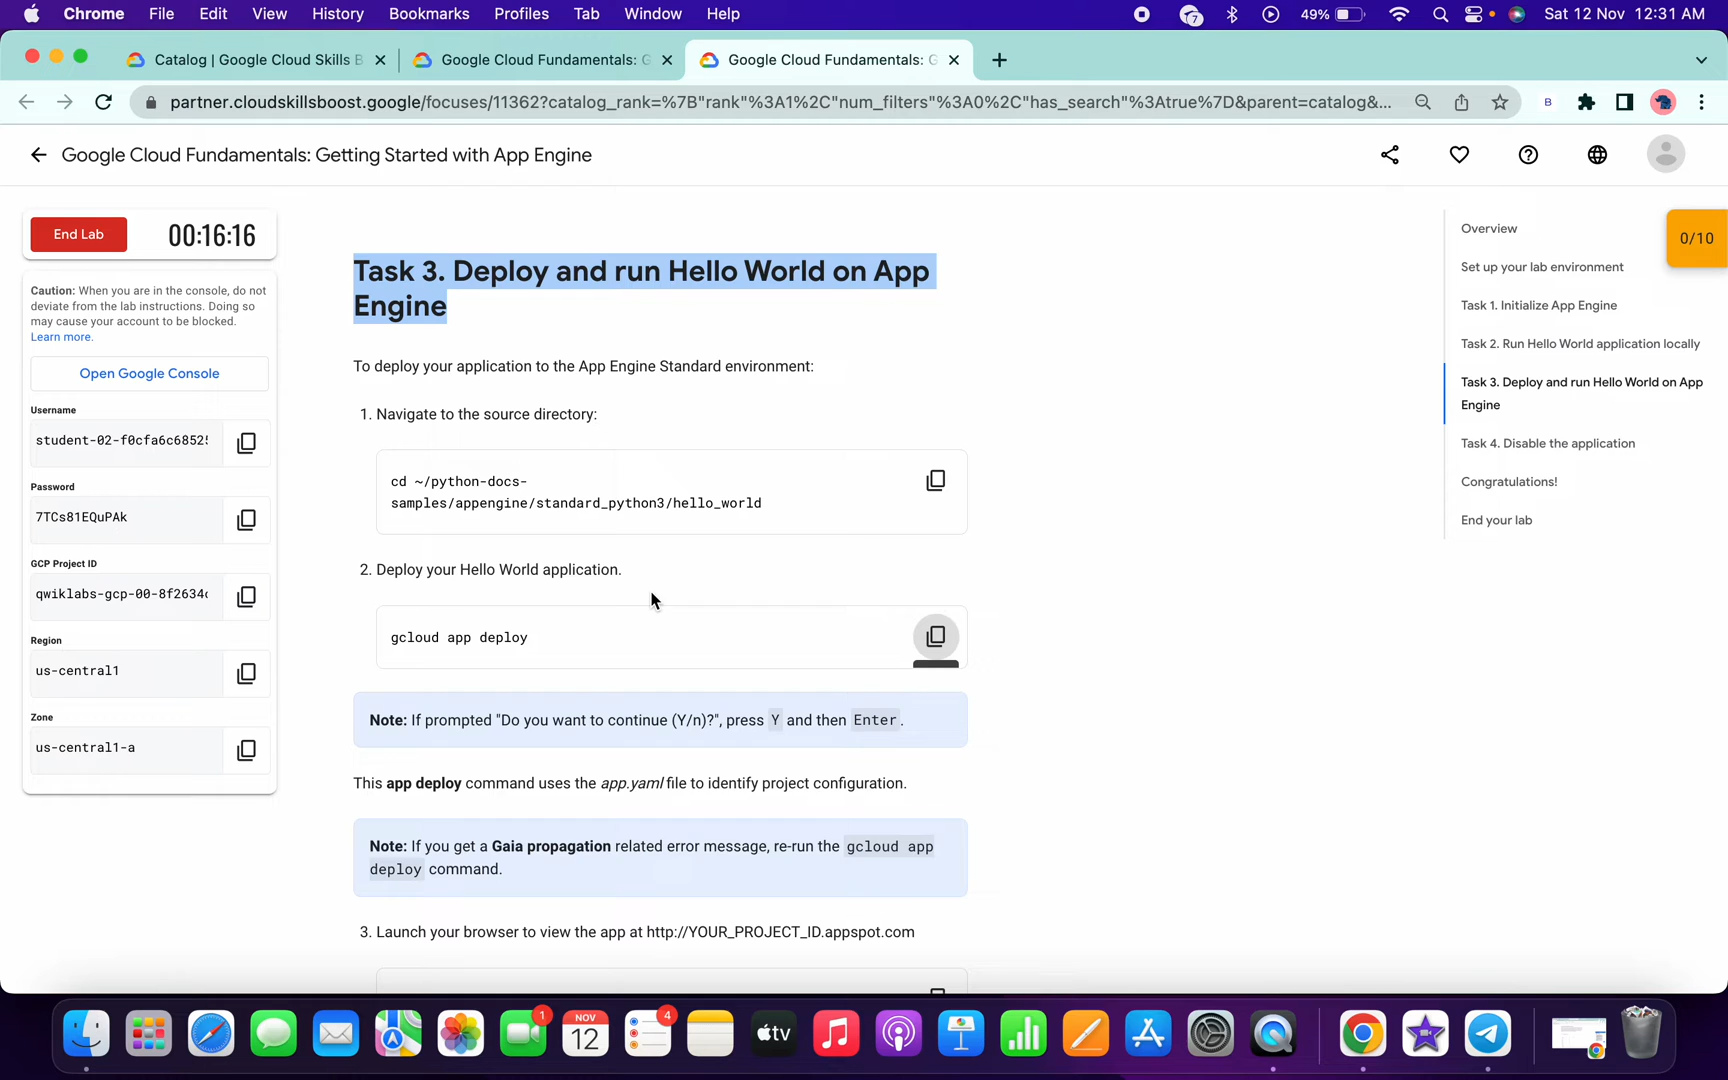 Chrome File Edit View History Bookmarks Profiles Tab Window Help 7 49% Sat 12 Nov 12:31 AM
Catalog | Google Cloud Skills B Google Cloud Fundamentals: G Google Cloud Fundamentals: G
partner.cloudskillsboost.google/focuses/11362?catalog_rank=%7B"rank"%3A1%2C"num_filters"%3A0%2C"has_search"%3Atrue%7D&parent=catalog&... B
Google Cloud Fundamentals: Getting Started with App Engine
End Lab 00:16:16
Caution: When you are in the console, do not
deviate from the lab instructions. Doing so
may cause your account to be blocked.
Learn more.
Open Google Console
Username
student-02-f0cfa6c6852
Password
7TCs81EQuPAk
GCP Project ID
qwiklabs-gcp-00-8f2634
Region
us-central1
Zone
us-central1-a
Task 3. Deploy and run Hello World on App
Engine
To deploy your application to the App Engine Standard environment:
1. Navigate to the source directory:
cd ~/python-docs-
samples/appengine/standard_python3/hello_world
2. Deploy your Hello World application.
gcloud app deploy
Note: If prompted "Do you want to continue (Y/n)?", press Y and then Enter.
This app deploy command uses the app.yaml file to identify project configuration.
Note: If you get a Gaia propagation related error message, re-run the gcloud app
deploy command.
3. Launch your browser to view the app at http://YOUR_PROJECT_ID.appspot.com
Overview
Set up your lab environment
Task 1. Initialize App Engine
Task 2. Run Hello World application locally
Task 3. Deploy and run Hello World on App
Engine
Task 4. Disable the application
Congratulations!
End your lab
0/10
1
NOV
12
4
tv